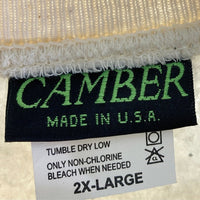 CAMBER
MADE IN U.S.A.
TUMBLE DRY LOW
ONLY NON-CHLORINE
BLEACH WHEN NEEDED
2X-LARGE